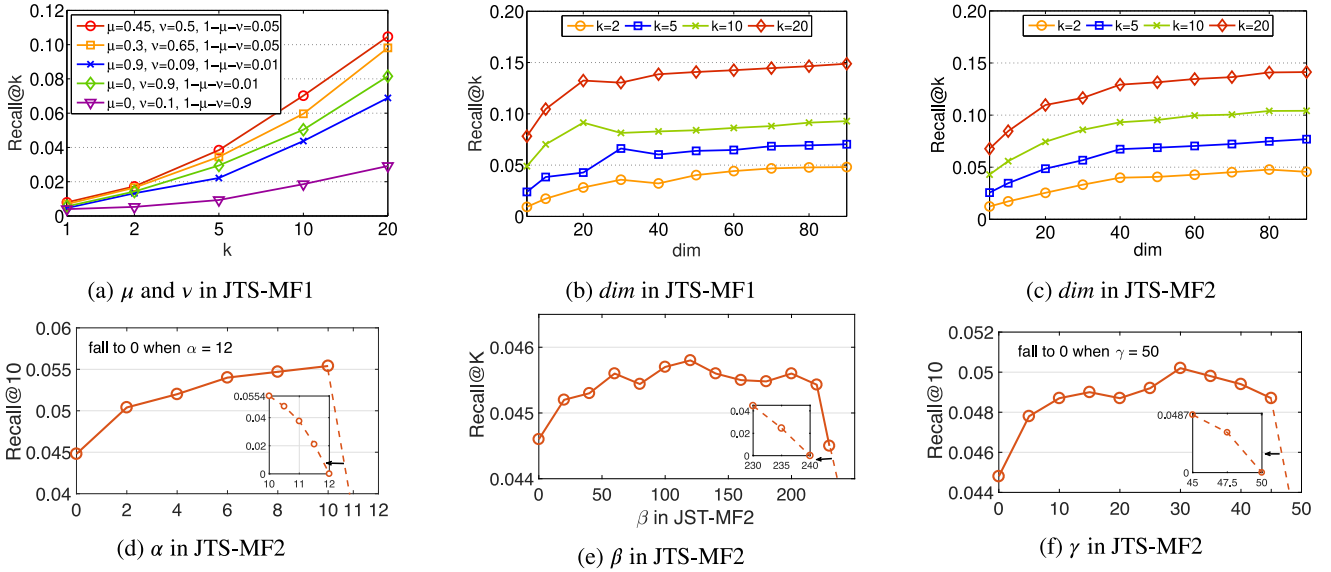 μ=0.45, ν=0.5, 1−μ−ν=0.05
μ=0.3, ν=0.65, 1−μ−ν=0.05
μ=0.9, ν=0.09, 1−μ−ν=0.01
μ=0, ν=0.9, 1−μ−ν=0.01
μ=0, ν=0.1, 1−μ−ν=0.9
0.12
0.10
0.08
0.06
0.04
0.02
0
Recall@k
1 2 5 10 20
k
(a) μ and ν in JTS-MF1
k=2 k=5 k=10 k=20
0.20
0.15
0.10
0.05
0
Recall@k
20 40 60 80
dim
(b) dim in JTS-MF1
k=2 k=5 k=10 k=20
0.20
0.15
0.10
0.05
0
Recall@k
20 40 60 80
dim
(c) dim in JTS-MF2
fall to 0 when α = 12
0.06
0.055
0.05
0.045
0.04
Recall@10
0.0554
0.04
0.02
0
10 11 12
0 2 4 6 8 10 11 12
(d) α in JTS-MF2
0.046
0.045
0.044
Recall@K
0.04
0.02
0
230 235 240
0 50 100 150 200
β in JST-MF2
(e) β in JTS-MF2
fall to 0 when γ = 50
0.052
0.05
0.048
0.046
0.044
Recall@10
0.0487
0
45 47.5 50
0 10 20 30 40 50
(f) γ in JTS-MF2